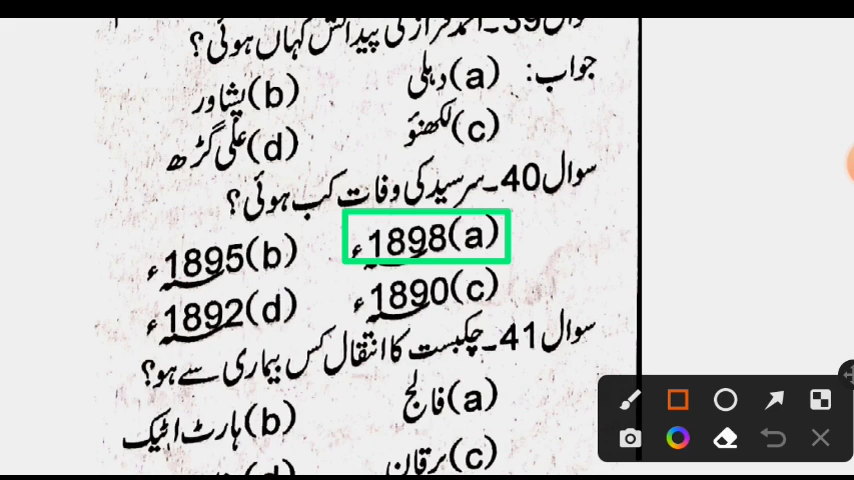 سوال 39۔ احمد فراز کی پیدائش کہاں ہوئی؟
جواب: (a) دہلی (b) پشاور
(c) لکھنؤ (d) علی گڑھ
سوال 40۔ سرسید کی وفات کب ہوئی؟
(a) 1898ء (b) 1895ء
(c) 1890ء (d) 1892ء
سوال 41۔ چکبست کا انتقال کس بیماری سے ہو؟
(a) فالج (b) ہارٹ اٹیک
(c) یرقان (d)